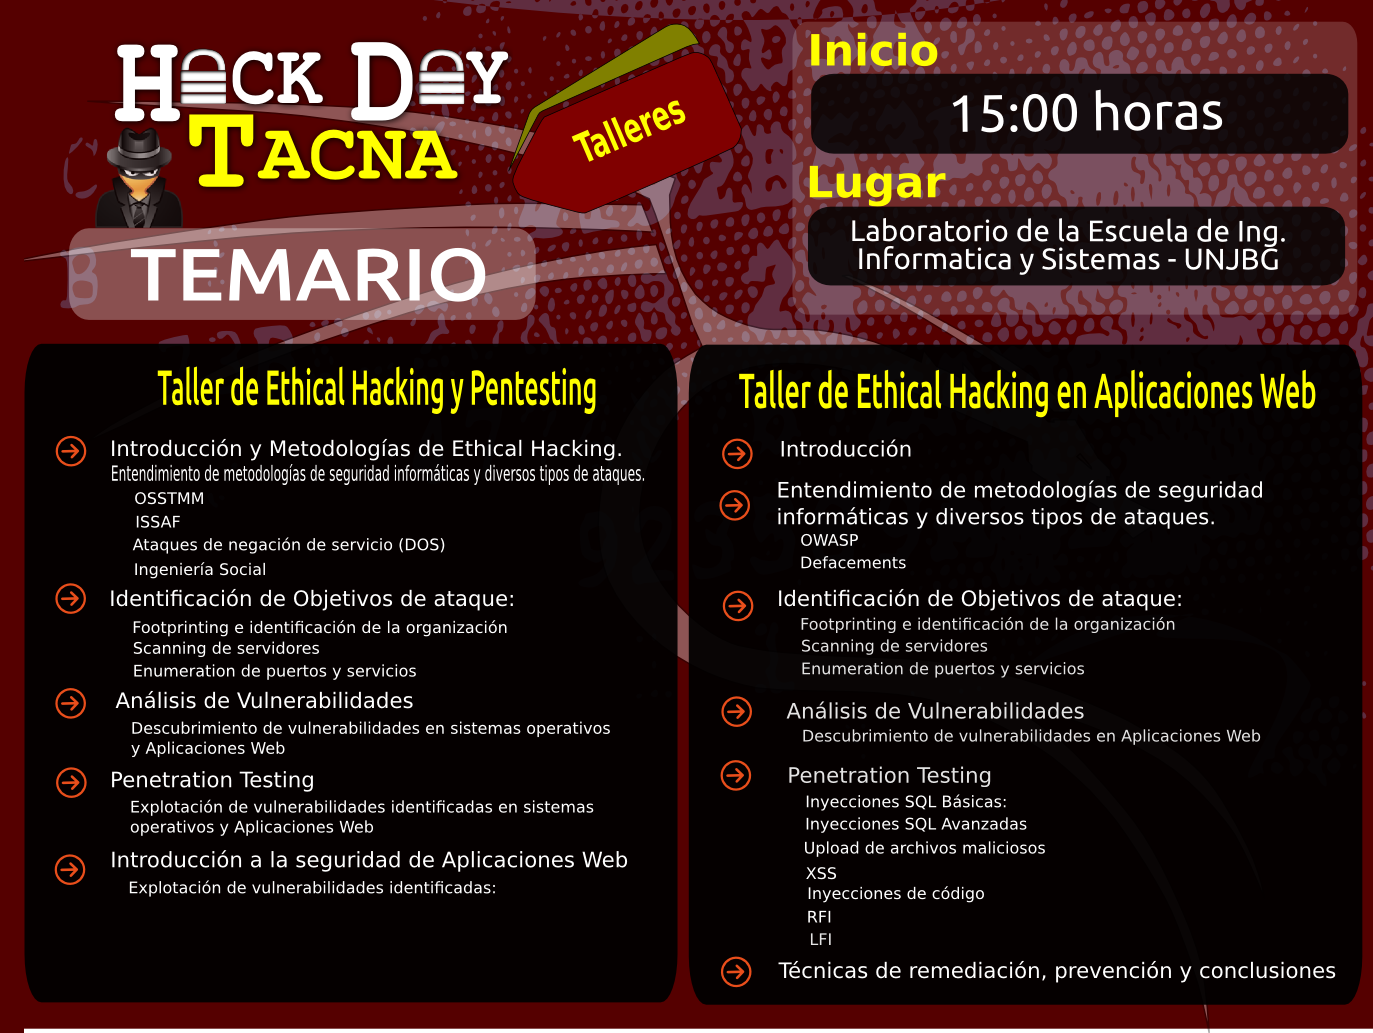 HACK DAY
TACNA
Talleres
TEMARIO
Inicio
15:00 horas
Lugar
Laboratorio de la Escuela de Ing.
Informatica y Sistemas - UNJBG
Taller de Ethical Hacking y Pentesting
Introducción y Metodologías de Ethical Hacking.
Entendimiento de metodologías de seguridad informáticas y diversos tipos de ataques.
OSSTMM
ISSAF
Ataques de negación de servicio (DOS)
Ingeniería Social
Identificación de Objetivos de ataque:
Footprinting e identificación de la organización
Scanning de servidores
Enumeration de puertos y servicios
Análisis de Vulnerabilidades
Descubrimiento de vulnerabilidades en sistemas operativos
y Aplicaciones Web
Penetration Testing
Explotación de vulnerabilidades identificadas en sistemas
operativos y Aplicaciones Web
Introducción a la seguridad de Aplicaciones Web
Explotación de vulnerabilidades identificadas:
Taller de Ethical Hacking en Aplicaciones Web
Introducción
Entendimiento de metodologías de seguridad
informáticas y diversos tipos de ataques.
OWASP
Defacements
Identificación de Objetivos de ataque:
Footprinting e identificación de la organización
Scanning de servidores
Enumeration de puertos y servicios
Análisis de Vulnerabilidades
Descubrimiento de vulnerabilidades en Aplicaciones Web
Penetration Testing
Inyecciones SQL Básicas:
Inyecciones SQL Avanzadas
Upload de archivos maliciosos
XSS
Inyecciones de código
RFI
LFI
Técnicas de remediación, prevención y conclusiones